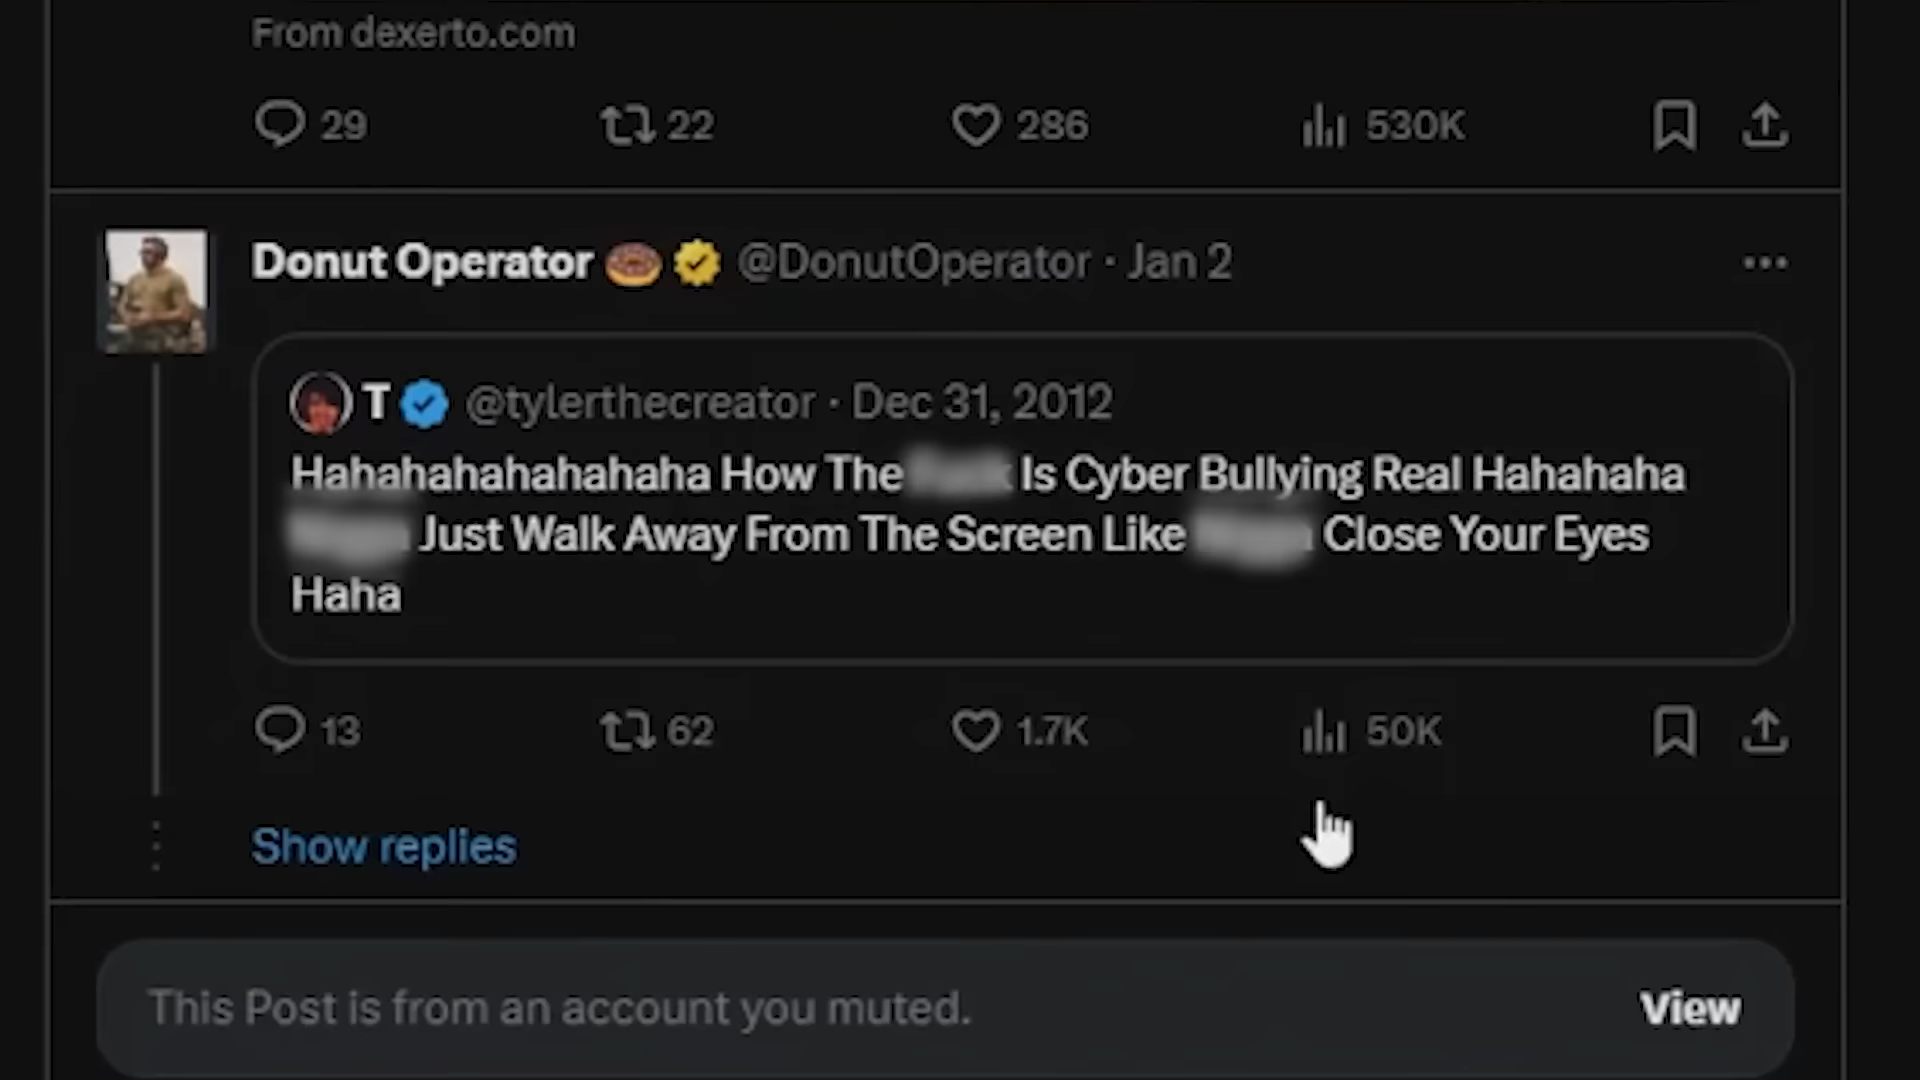 From dexerto.com
29 22 286 530K
Donut Operator @DonutOperator · Jan 2
T @tylerthecreator · Dec 31, 2012
Hahahahahahahaha How The Is Cyber Bullying Real Hahahaha
Just Walk Away From The Screen Like Close Your Eyes
Haha
13 62 1.7K 50K
Show replies
This Post is from an account you muted. View